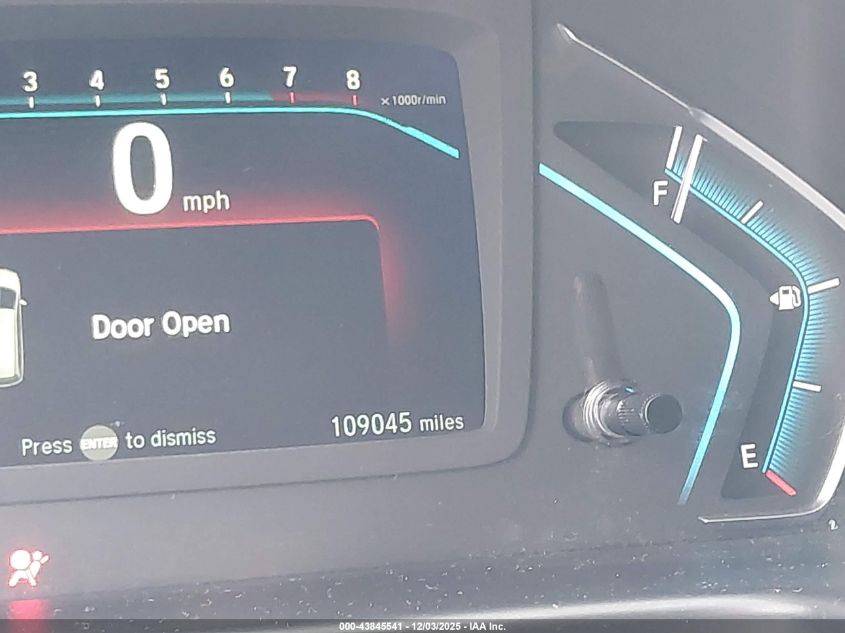 3 4 5 6 7 8 ×1000r/min
0 mph
F
Door Open
109045 miles
Press ENTER to dismiss
E
000-43845541 - 12/03/2025 - IAA Inc.